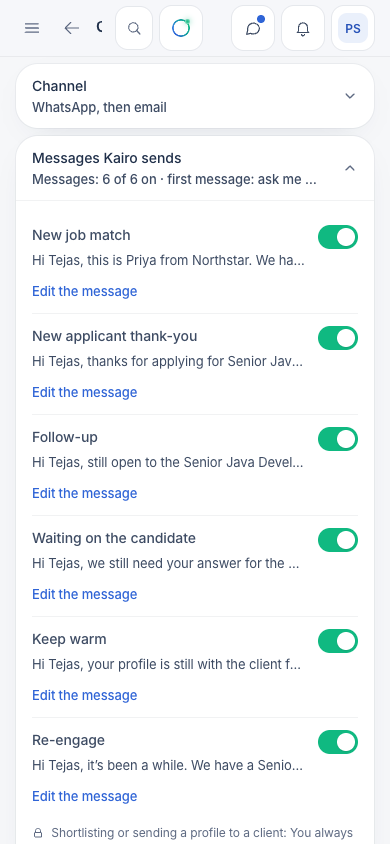 PS
Channel
WhatsApp, then email
Messages Kairo sends
Messages: 6 of 6 on · first message: ask me ...
New job match
Hi Tejas, this is Priya from Northstar. We ha...
Edit the message
New applicant thank-you
Hi Tejas, thanks for applying for Senior Jav...
Edit the message
Follow-up
Hi Tejas, still open to the Senior Java Devel...
Edit the message
Waiting on the candidate
Hi Tejas, we still need your answer for the ...
Edit the message
Keep warm
Hi Tejas, your profile is still with the client f...
Edit the message
Re-engage
Hi Tejas, it’s been a while. We have a Senio...
Edit the message
Shortlisting or sending a profile to a client: You always